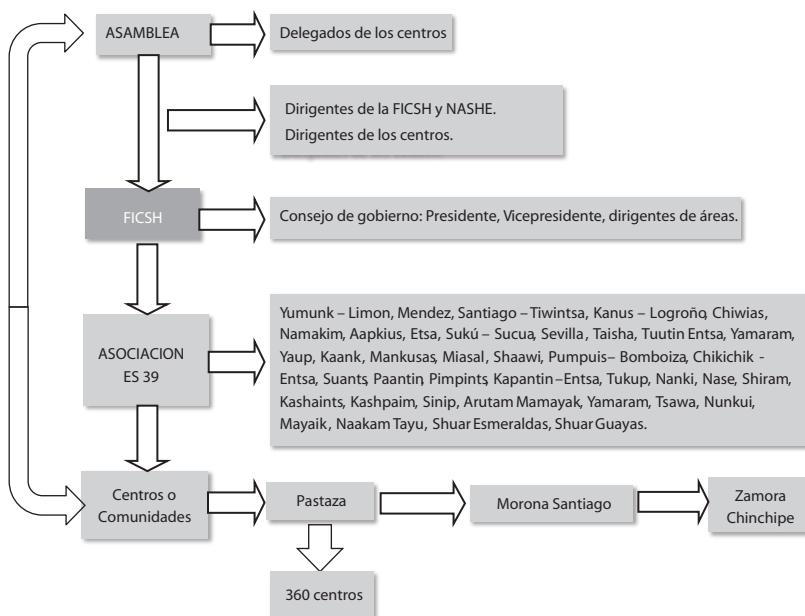 ASAMBLEA
Delegados de los centros
Dirigentes de la FICSH y NASHE.
Dirigentes de los centros.
FICSH
Consejo de gobierno: Presidente, Vicepresidente, dirigentes de áreas.
ASOCIACION
ES 39
Yumunk – Limon, Mendez, Santiago – Tiwintsa, Kanus – Logroño, Chiwias,
Namakim, Aapkius, Etsa, Sukú – Sucua, Sevilla, Taisha, Tuutin Entsa, Yamaram,
Yaup, Kaank, Mankusas, Miasal, Shaawi, Pumpuis – Bomboiza, Chikichik -
Entsa, Suants, Paantin, Pimpints, Kapantin – Entsa, Tukup, Nanki, Nase, Shiram,
Kashaints, Kashpaim, Sinip, Arutam Mamayak, Yamaram, Tsawa, Nunkui,
Mayaik, Naakam Tayu, Shuar Esmeraldas, Shuar Guayas.
Centros o
Comunidades
Pastaza
Morona Santiago
Zamora
Chinchipe
360 centros